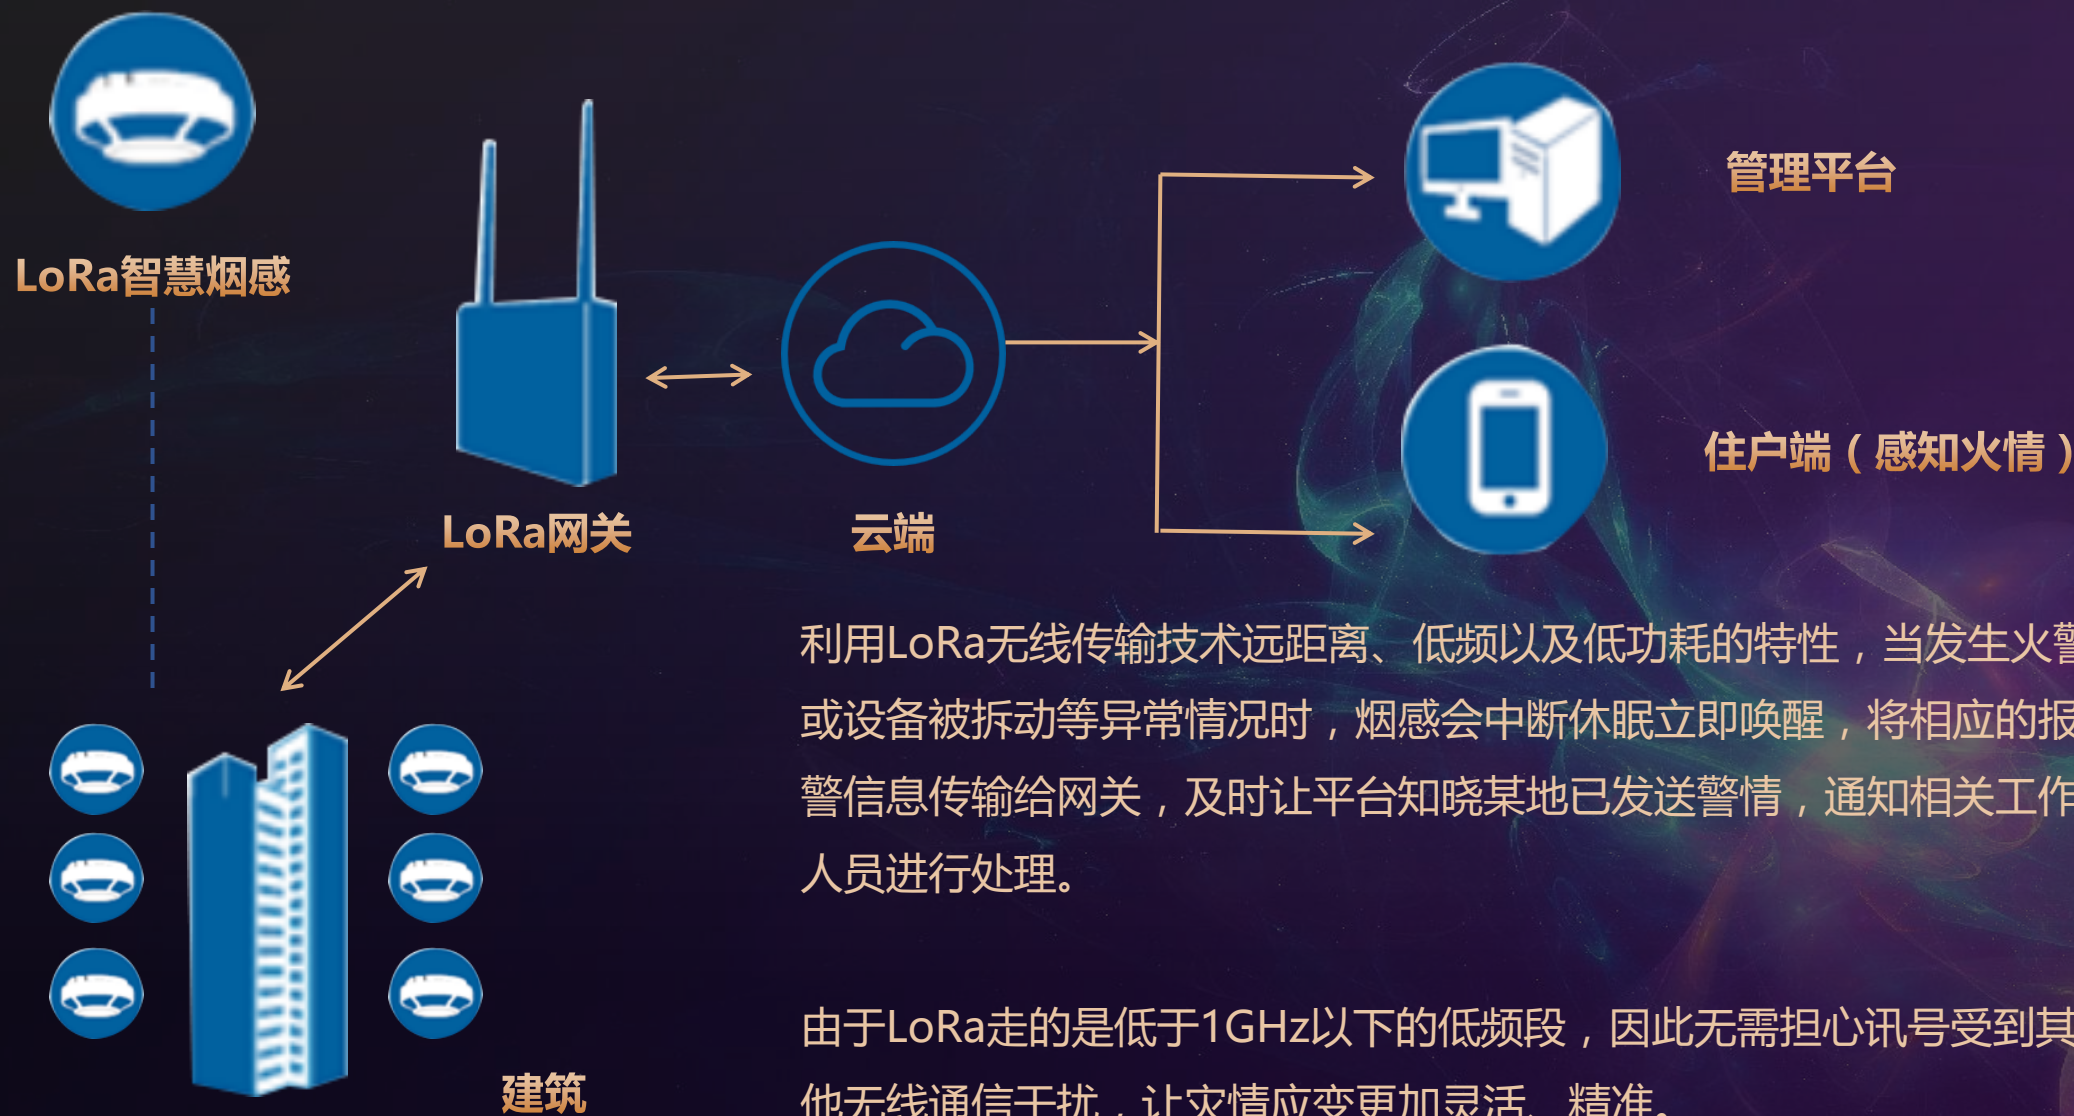 管理平台
LoRa智慧烟感
住户端（感知火情）
LoRa网关
云端
利用LoRa无线传输技术远距离、低频以及低功耗的特性，当发生火警
或设备被拆动等异常情况时，烟感会中断休眠立即唤醒，将相应的报
警信息传输给网关，及时让平台知晓某地已发送警情，通知相关工作
人员进行处理。
由于LoRa走的是低于1GHz以下的低频段，因此无需担心讯号受到其
他无线通信干扰，让灾情应变更加灵活、精准。
建筑